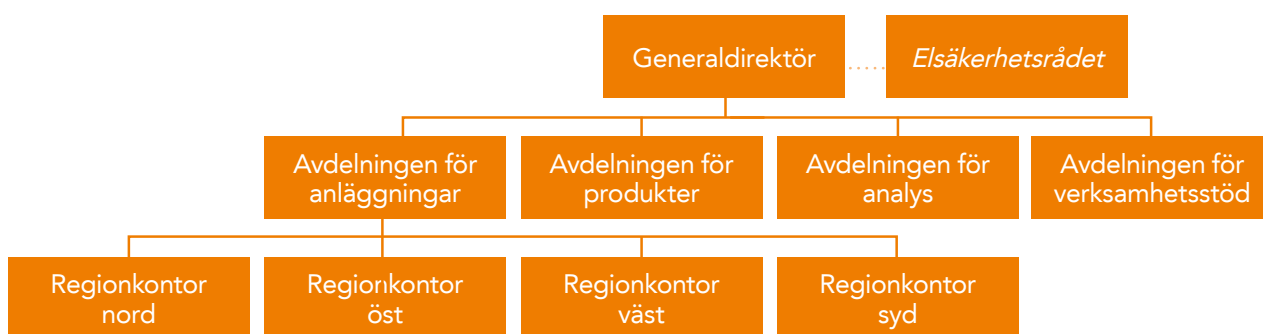 Generaldirektör
Elsäkerhetsrådet
Avdelningen för
anläggningar
Avdelningen för
produkter
Avdelningen för
analys
Avdelningen för
verksamhetsstöd
Regionkontor
nord
Regionkontor
öst
Regionkontor
väst
Regionkontor
syd